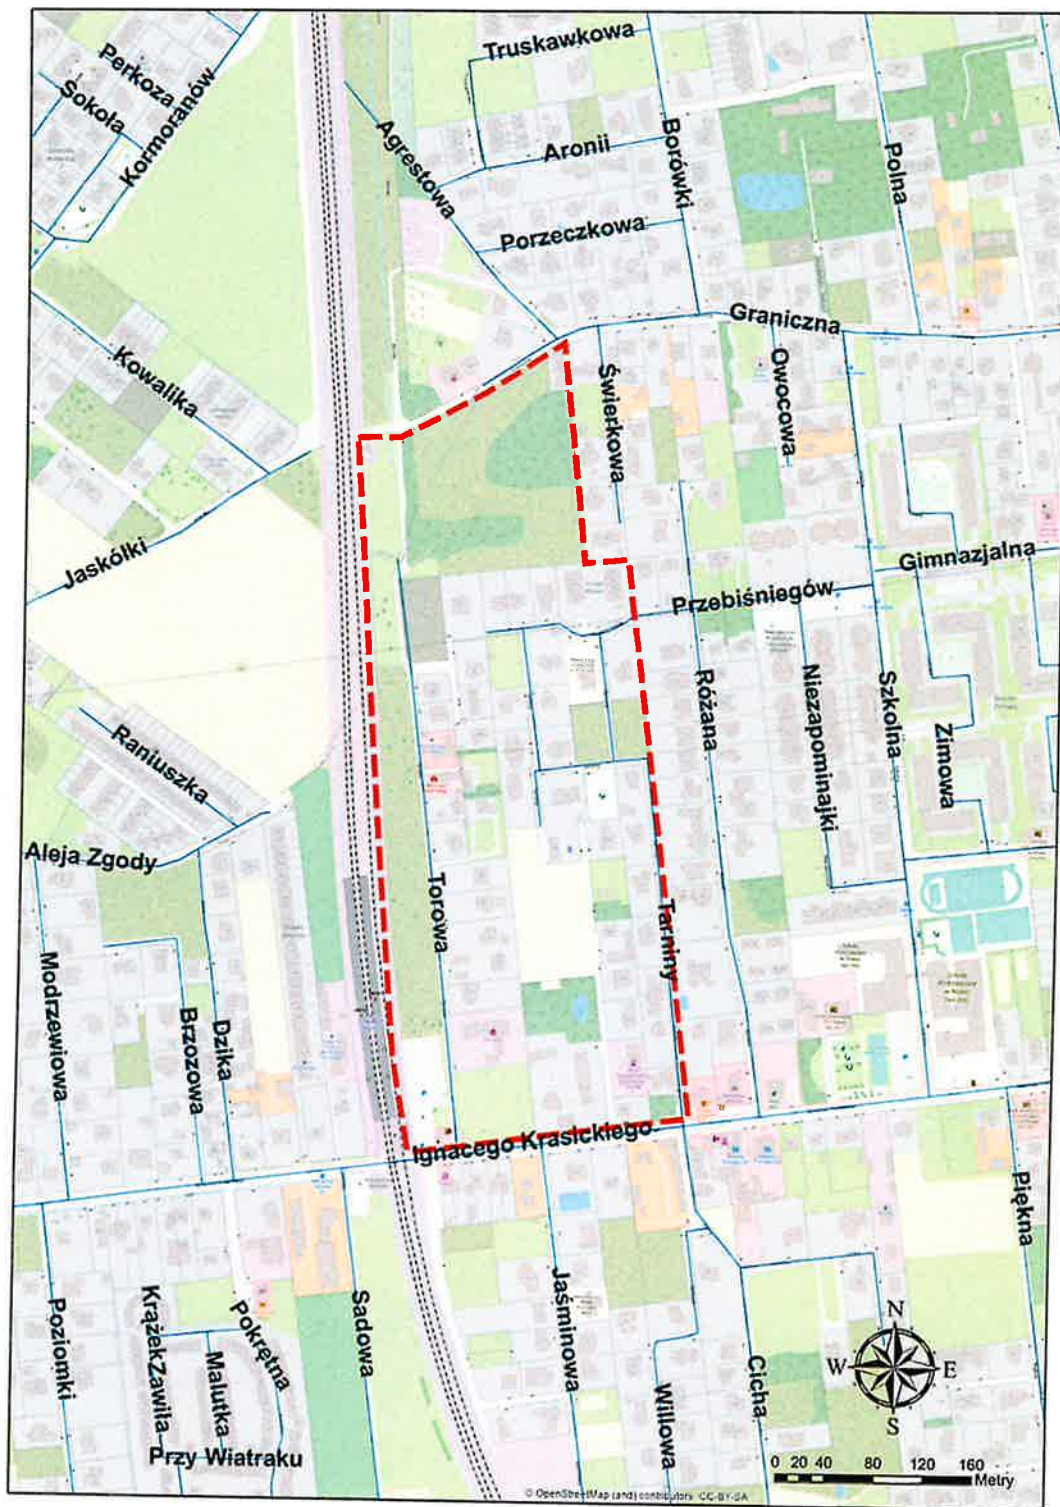 Truskawkowa
Perkoza
Sokoła
Kormoranów
Agrestowa
Aronii
Borówki
Polna
Porzeczkowa
Graniczna
Kowalika
Świerkowa
Owocowa
Jaskółki
Gimnazjalna
Przebiśniegów
Różana
Niezapominajki
Szkolna
Zimowa
Raniuszka
Aleja Zgody
Torowa
Tarniny
Modrzewiowa
Brzozowa
Dzika
Ignacego Krasickiego
Piękna
Poziomki
Krążek
Zawiła
Malutka
Pokrętna
Sadowa
Jaśminowa
Willowa
Cicha
Przy Wiatraku
N
W
E
S
0 20 40 80 120 160
Metry
© OpenStreetMap (and) contributors, CC-BY-SA